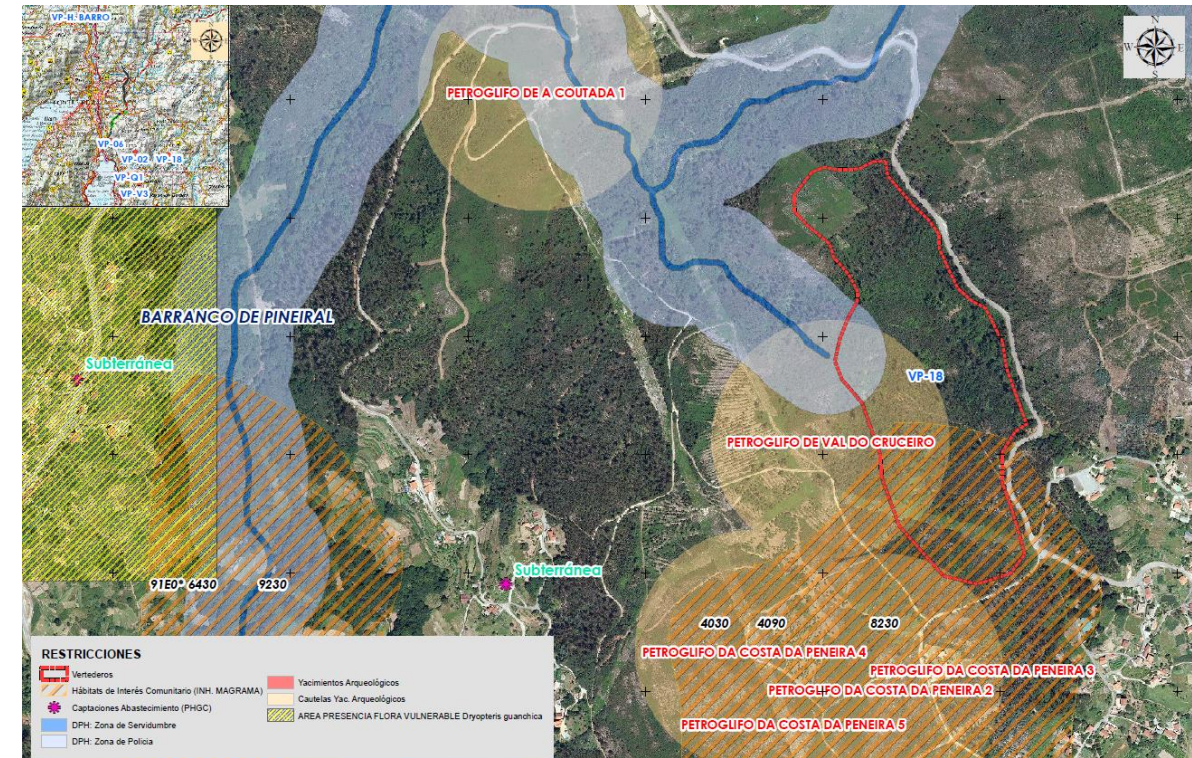 VP-H. BARRO
VP-06
VP-02
VP-18
VP-Q1
VP-V3
N
W
E
S
PETROGLIFO DE A COUTADA 1
BARRANCO DE PINEIRAL
Subterránea
VP-18
PETROGLIFO DE VAL DO CRUCEIRO
Subterránea
91E0* 6430
9230
4030
4090
8230
PETROGLIFO DA COSTA DA PENEIRA 4
PETROGLIFO DA COSTA DA PENEIRA 3
PETROGLIFO DA COSTA DA PENEIRA 2
PETROGLIFO DA COSTA DA PENEIRA 5
RESTRICCIONES
Vertederos
Hábitats de Interés Comunitario (INH. MAGRAMA)
Captaciones Abastecimiento (PHGC)
DPH: Zona de Servidumbre
DPH: Zona de Policia
Yacimientos Arqueológicos
Cautelas Yac. Arqueológicos
AREA PRESENCIA FLORA VULNERABLE Dryopteris guanchica